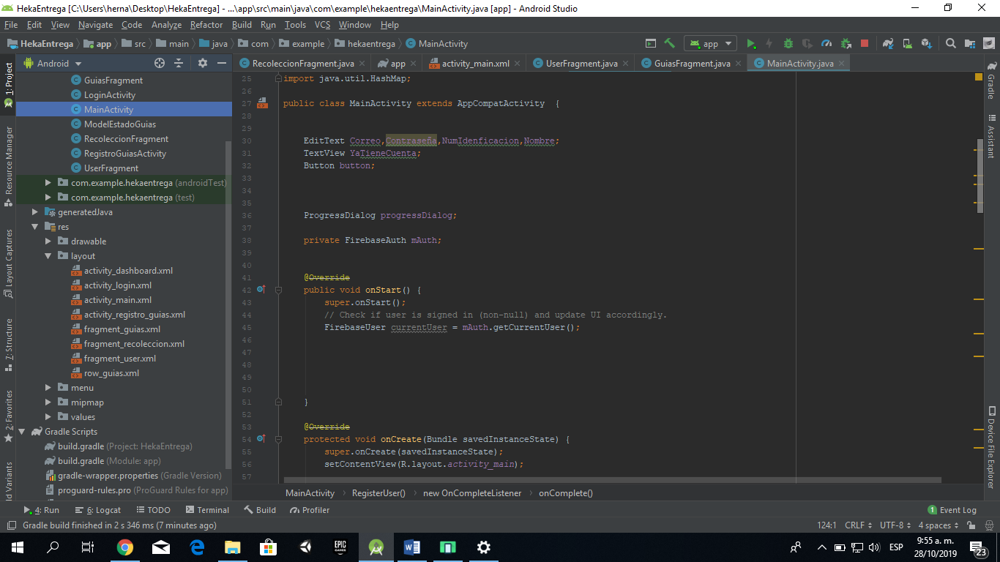 HekaEntrega [C:\Users\herna\Desktop\HekaEntrega] - ...\app\src\main\java\com\example\hekaentrega\MainActivity.java [app] - Android Studio
File Edit View Navigate Code Analyze Refactor Build Run Tools VCS Window Help
HekaEntrega app src main java com example hekaentrega MainActivity app
Android
RecoleccionFragment.java app activity_main.xml UserFragment.java GuiasFragment.java MainActivity.java
1: Project
Resource Manager
Layout Captures
7: Structure
2: Favorites
ld Variants
GuiasFragment
LoginActivity
MainActivity
ModelEstadoGuias
RecoleccionFragment
RegistroGuiasActivity
UserFragment
com.example.hekaentrega (androidTest)
com.example.hekaentrega (test)
generatedJava
res
drawable
layout
activity_dashboard.xml
activity_login.xml
activity_main.xml
activity_registro_guias.xml
fragment_guias.xml
fragment_recoleccion.xml
fragment_user.xml
row_guias.xml
menu
mipmap
values
Gradle Scripts
build.gradle (Project: HekaEntrega)
build.gradle (Module: app)
gradle-wrapper.properties (Gradle Version)
proguard-rules.pro (ProGuard Rules for app)
25 import java.util.HashMap;
26
27 public class MainActivity extends AppCompatActivity {
28
29
30 EditText Correo,Contraseña,NumIdenficacion,Nombre;
31 TextView YaTieneCuenta;
32 Button button;
33
34
35
36 ProgressDialog progressDialog;
37
38 private FirebaseAuth mAuth;
39
40
41 @Override
42 public void onStart() {
43 super.onStart();
44 // Check if user is signed in (non-null) and update UI accordingly.
45 FirebaseUser currentUser = mAuth.getCurrentUser();
46
47
48
49
50
51 }
52
53 @Override
54 protected void onCreate(Bundle savedInstanceState) {
55 super.onCreate(savedInstanceState);
56 setContentView(R.layout.activity_main);
57
Gradle
Assistant
Device File Explorer
MainActivity RegisterUser() new OnCompleteListener onComplete()
4: Run 6: Logcat TODO Terminal Build Profiler 1 Event Log
Gradle build finished in 2 s 346 ms (7 minutes ago) 124:1 CRLF UTF-8 4 spaces
EPIC GAMES
ESP
9:55 a. m.
28/10/2019
23